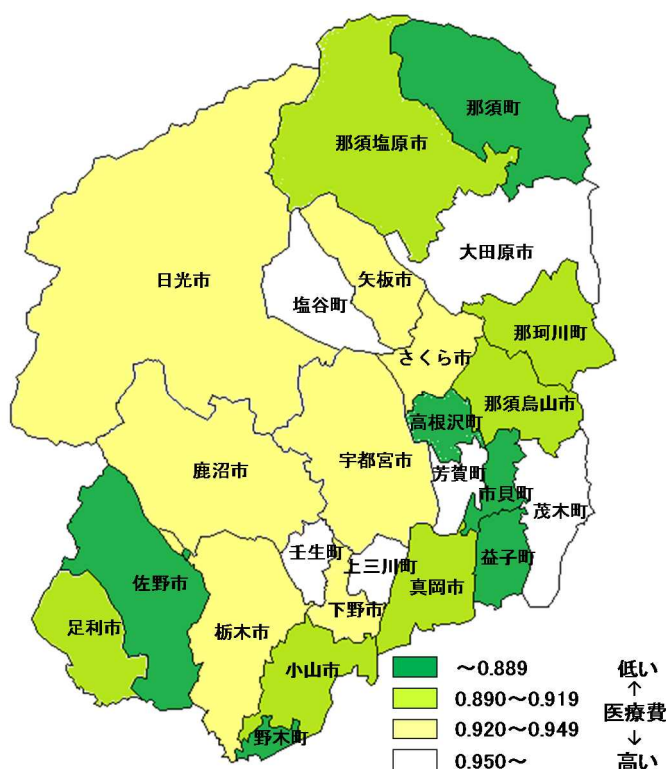 那須町
那須塩原市
大田原市
日光市
矢板市
塩谷町
那珂川町
さくら市
那須烏山市
高根沢町
鹿沼市
宇都宮市
芳賀町
市貝町
茂木町
壬生町
上三川町
益子町
佐野市
真岡市
下野市
足利市
栃木市
小山市
野木町
～0.889 低い
↑
0.890～0.919
医療費
0.920～0.949
↓
0.950～ 高い